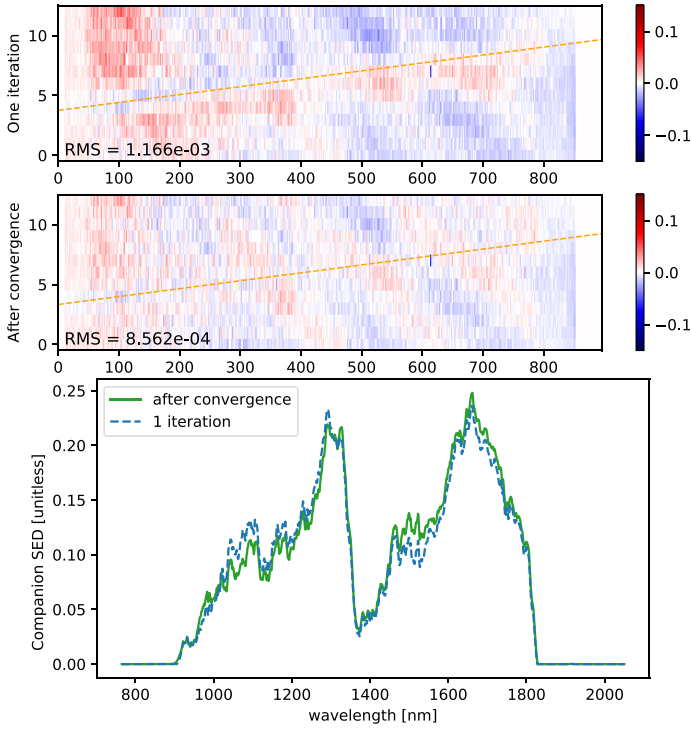 One iteration
10
5
0
RMS = 1.166e-03
0 100 200 300 400 500 600 700 800
0.1
0.0
−0.1
After convergence
10
5
0
RMS = 8.562e-04
0 100 200 300 400 500 600 700 800
0.1
0.0
−0.1
Companion SED [unitless]
0.25
0.20
0.15
0.10
0.05
0.00
after convergence
1 iteration
800 1000 1200 1400 1600 1800 2000
wavelength [nm]